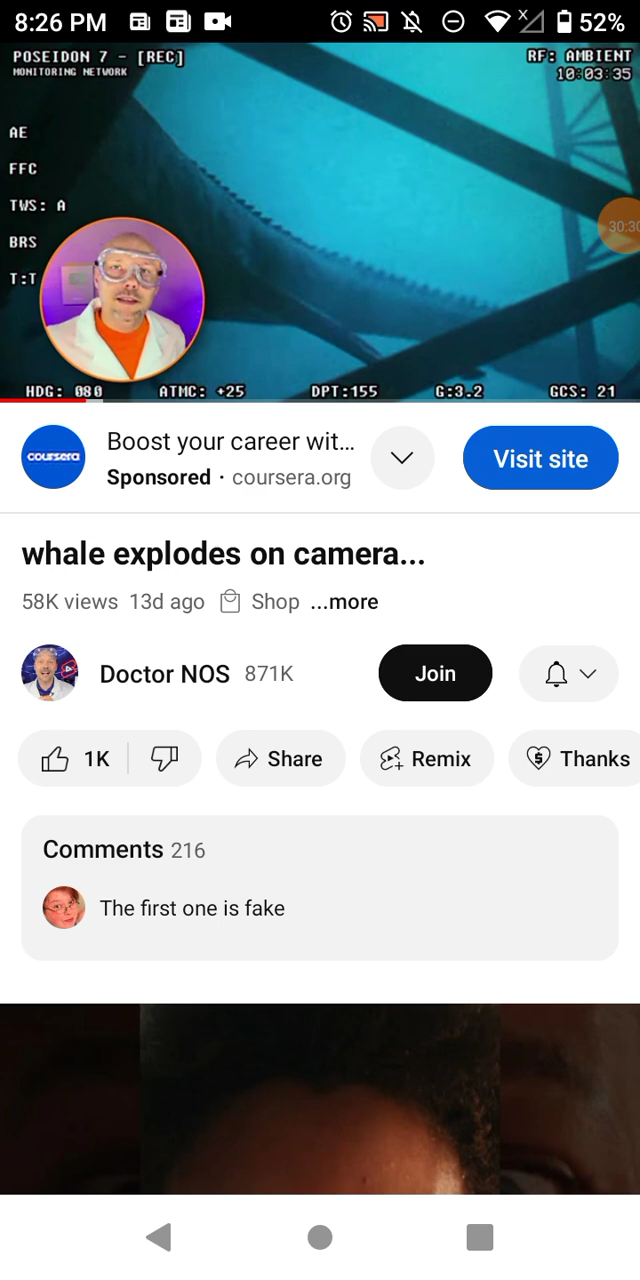 8:26 PM 52%
POSEIDON 7 - [REC] RF: AMBIENT
MONITORING NETWORK 10:03:35
AE
FFC
TWS: A
30:30
BRS
T:T
HDG: 080 ATMC: +25 DPT:155 G:3.2 GCS: 21
coursera
Boost your career wit...
Sponsored · coursera.org
Visit site
whale explodes on camera...
58K views 13d ago Shop ...more
Doctor NOS 871K Join
1K Share Remix Thanks
Comments 216
The first one is fake